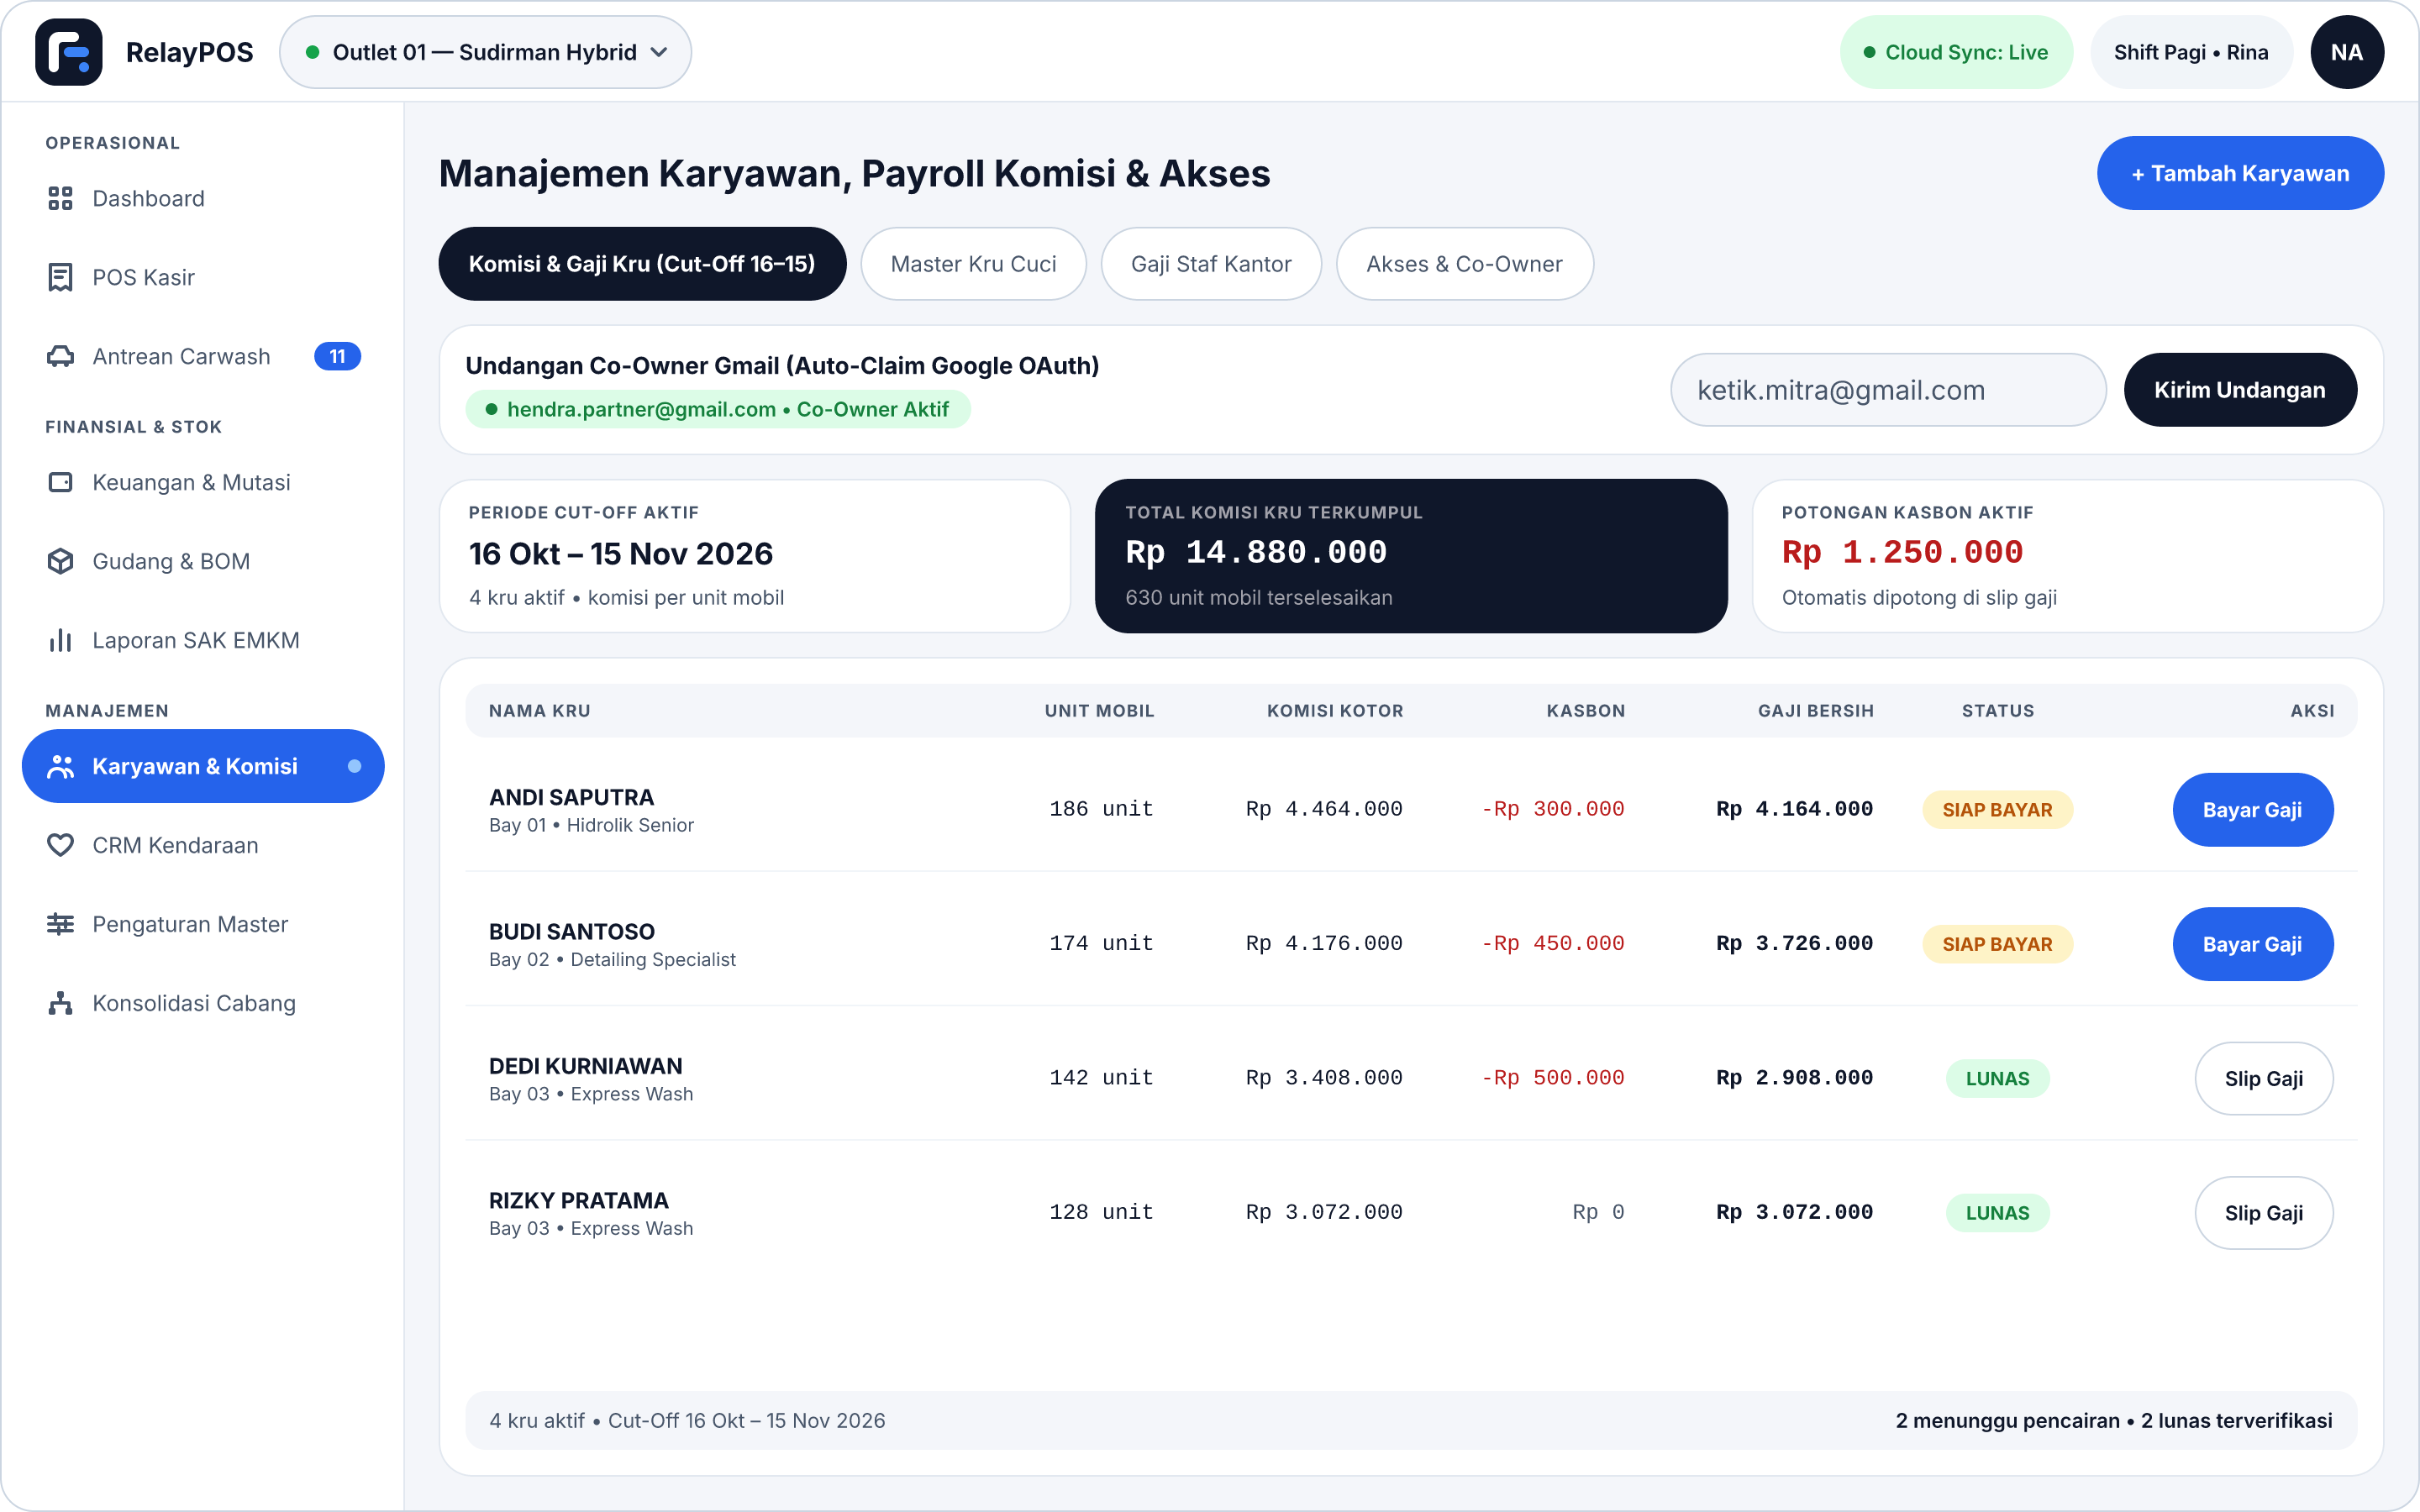 RelayPOS
Outlet 01 — Sudirman Hybrid
Cloud Sync: Live
Shift Pagi • Rina
NA
OPERASIONAL
Dashboard
POS Kasir
Antrean Carwash
11
FINANSIAL & STOK
Keuangan & Mutasi
Gudang & BOM
Laporan SAK EMKM
MANAJEMEN
Karyawan & Komisi
CRM Kendaraan
Pengaturan Master
Konsolidasi Cabang
Manajemen Karyawan, Payroll Komisi & Akses
+ Tambah Karyawan
Komisi & Gaji Kru (Cut-Off 16–15)
Master Kru Cuci
Gaji Staf Kantor
Akses & Co-Owner
Undangan Co-Owner Gmail (Auto-Claim Google OAuth)
hendra.partner@gmail.com • Co-Owner Aktif
ketik.mitra@gmail.com
Kirim Undangan
PERIODE CUT-OFF AKTIF
16 Okt – 15 Nov 2026
4 kru aktif • komisi per unit mobil
TOTAL KOMISI KRU TERKUMPUL
Rp 14.880.000
630 unit mobil terselesaikan
POTONGAN KASBON AKTIF
Rp 1.250.000
Otomatis dipotong di slip gaji
NAMA KRU UNIT MOBIL KOMISI KOTOR KASBON GAJI BERSIH STATUS AKSI
ANDI SAPUTRA
Bay 01 • Hidrolik Senior
186 unit Rp 4.464.000 -Rp 300.000 Rp 4.164.000 SIAP BAYAR Bayar Gaji
BUDI SANTOSO
Bay 02 • Detailing Specialist
174 unit Rp 4.176.000 -Rp 450.000 Rp 3.726.000 SIAP BAYAR Bayar Gaji
DEDI KURNIAWAN
Bay 03 • Express Wash
142 unit Rp 3.408.000 -Rp 500.000 Rp 2.908.000 LUNAS Slip Gaji
RIZKY PRATAMA
Bay 03 • Express Wash
128 unit Rp 3.072.000 Rp 0 Rp 3.072.000 LUNAS Slip Gaji
4 kru aktif • Cut-Off 16 Okt – 15 Nov 2026
2 menunggu pencairan • 2 lunas terverifikasi